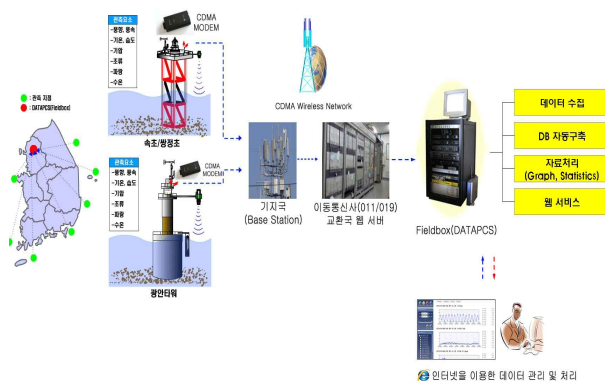 CDMA
MODEM
관측요소
-풍향, 풍속
-기온, 습도
-기압
-조류
-파랑
-수온
: 관측 지점
: DATAPCS(Fieldbox)
속초/쌍정초
CDMA Wireless Network
관측요소
-풍향, 풍속
-기온, 습도
-기압
-조류
-파랑
-수온
CDMA
MODEM
광안타워
기지국
(Base Station)
이동통신사(011/019)
교환국 웹 서버
Fieldbox(DATAPCS)
데이터 수집
DB 자동구축
자료처리
(Graph, Statistics)
웹 서비스
인터넷을 이용한 데이터 관리 및 처리